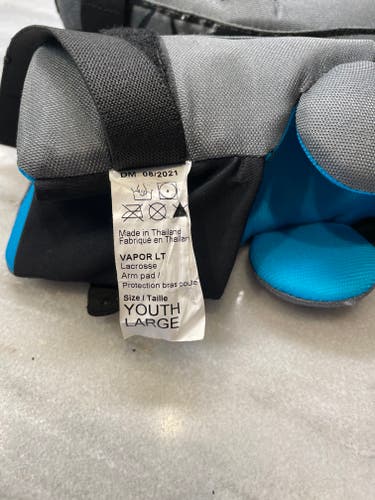 DM 08/2021
Made in Thailand
Fabriqué en Thailan
VAPOR LT
Lacrosse
Arm pad /
Protection bras coude
Size / Taille
YOUTH
LARGE